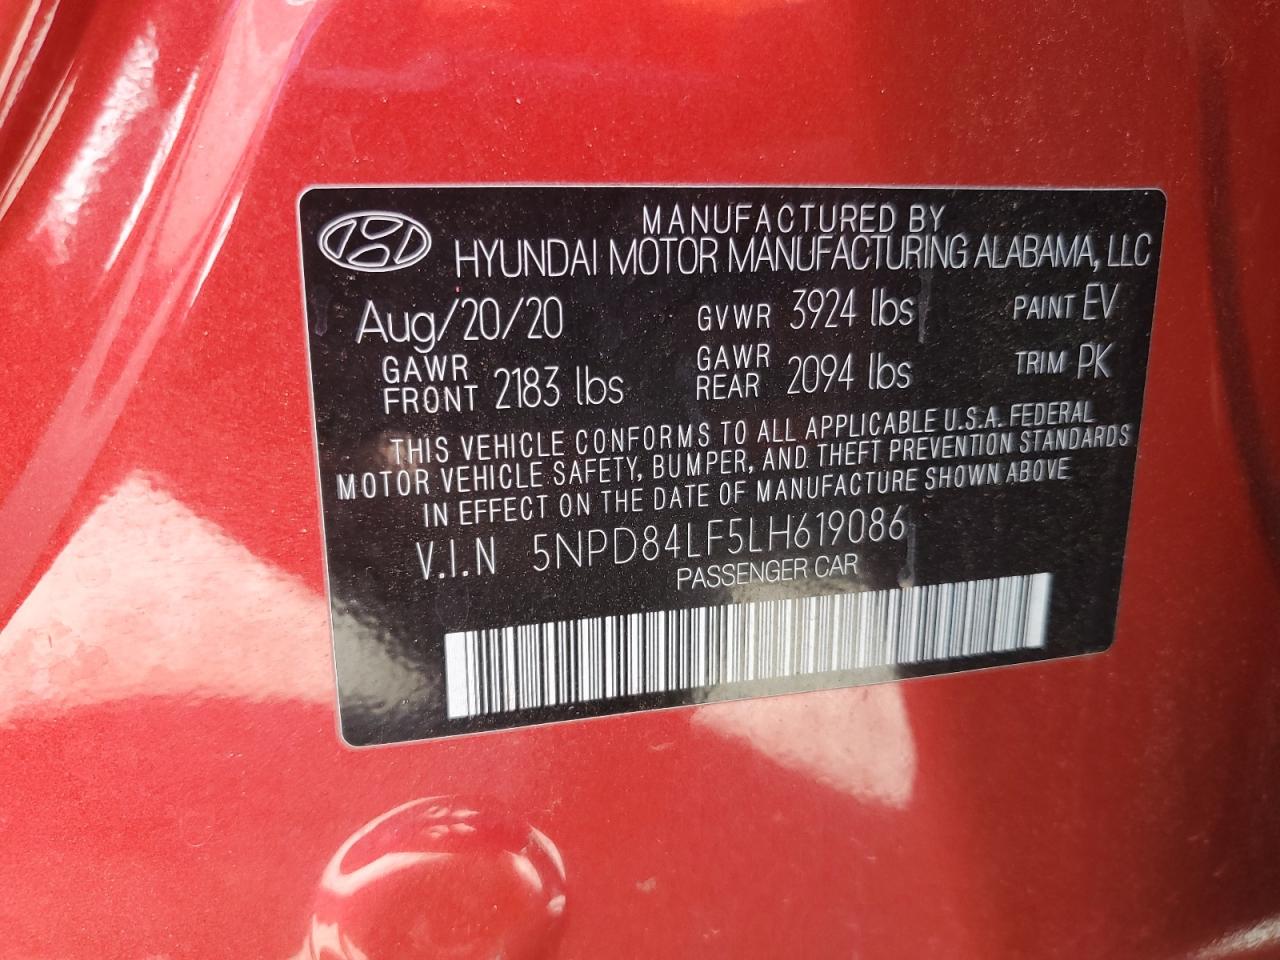 MANUFACTURED BY
HYUNDAI MOTOR MANUFACTURING ALABAMA, LLC
Aug/20/20 GVWR 3924 lbs PAINT EV
GAWR FRONT 2183 lbs GAWR REAR 2094 lbs TRIM PK
THIS VEHICLE CONFORMS TO ALL APPLICABLE U.S.A. FEDERAL
MOTOR VEHICLE SAFETY, BUMPER, AND THEFT PREVENTION STANDARDS
IN EFFECT ON THE DATE OF MANUFACTURE SHOWN ABOVE
V.I.N 5NPD84LF5LH619086
PASSENGER CAR